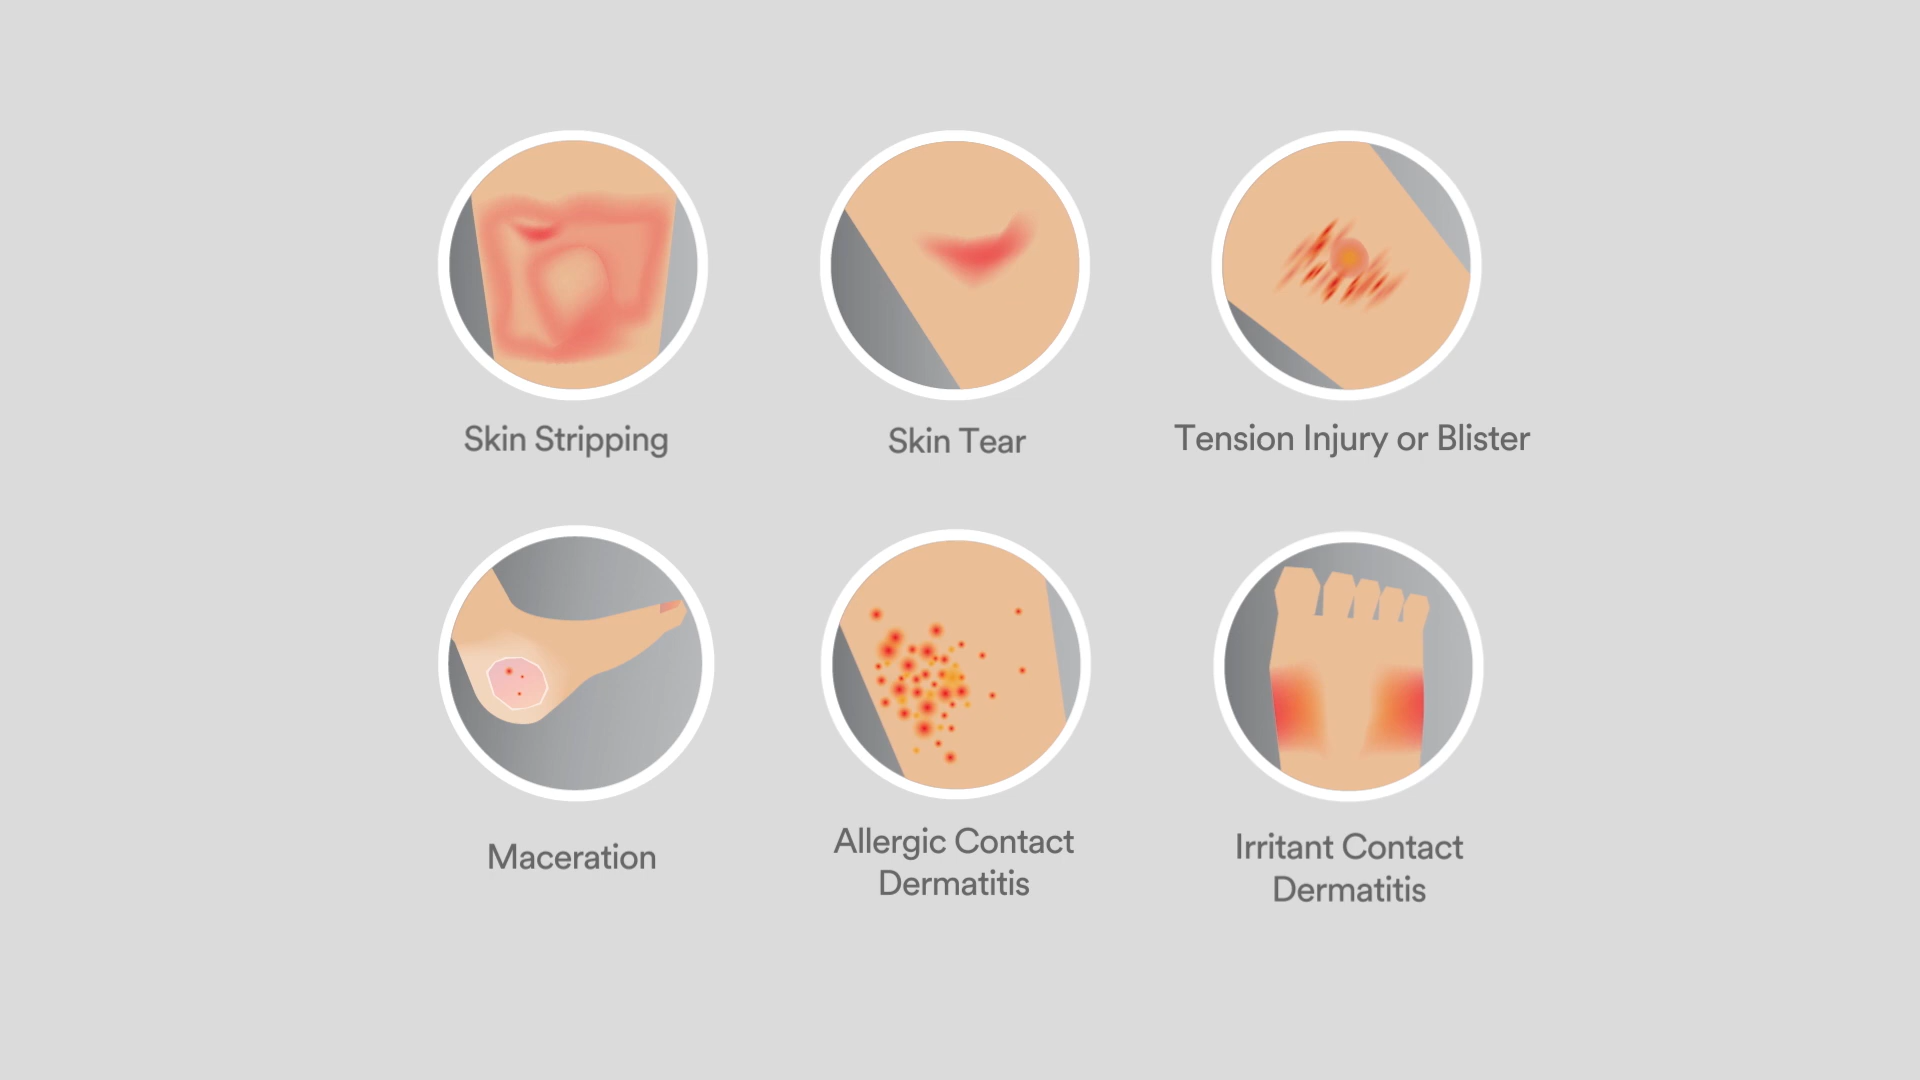 Skin Stripping
Skin Tear
Tension Injury or Blister
Maceration
Allergic Contact
Dermatitis
Irritant Contact
Dermatitis